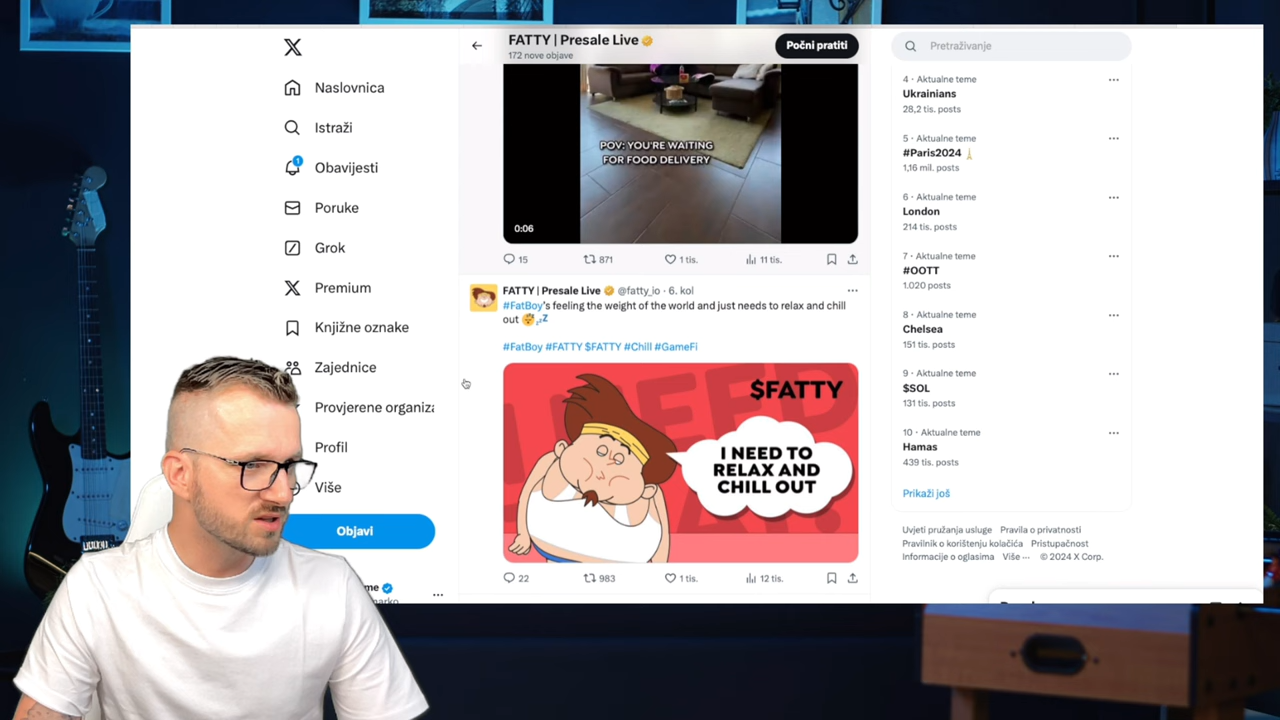 Naslovnica
Istraži
1
Obavijesti
Poruke
Grok
Premium
Knjižne oznake
Zajednice
Provjerene organiza
Profil
Više
Objavi
me
FATTY | Presale Live
172 nove objave
Počni pratiti
POV: YOU'RE WAITING
FOR FOOD DELIVERY
0:06
15
871
1 tis.
11 tis.
FATTY | Presale Live @fatty_io · 6. kol
#FatBoy's feeling the weight of the world and just needs to relax and chill
out
#FatBoy #FATTY $FATTY #Chill #GameFi
$FATTY
I NEED TO
RELAX AND
CHILL OUT
22
983
1 tis.
12 tis.
Pretraživanje
4 · Aktualne teme
Ukrainians
28,2 tis. posts
5 · Aktualne teme
#Paris2024
1,16 mil. posts
6 · Aktualne teme
London
214 tis. posts
7 · Aktualne teme
#OOTT
1.020 posts
8 · Aktualne teme
Chelsea
151 tis. posts
9 · Aktualne teme
$SOL
131 tis. posts
10 · Aktualne teme
Hamas
439 tis. posts
Prikaži još
Uvjeti pružanja usluge Pravila o privatnosti
Pravilnik o korištenju kolačića Pristupačnost
Informacije o oglasima Više ··· © 2024 X Corp.